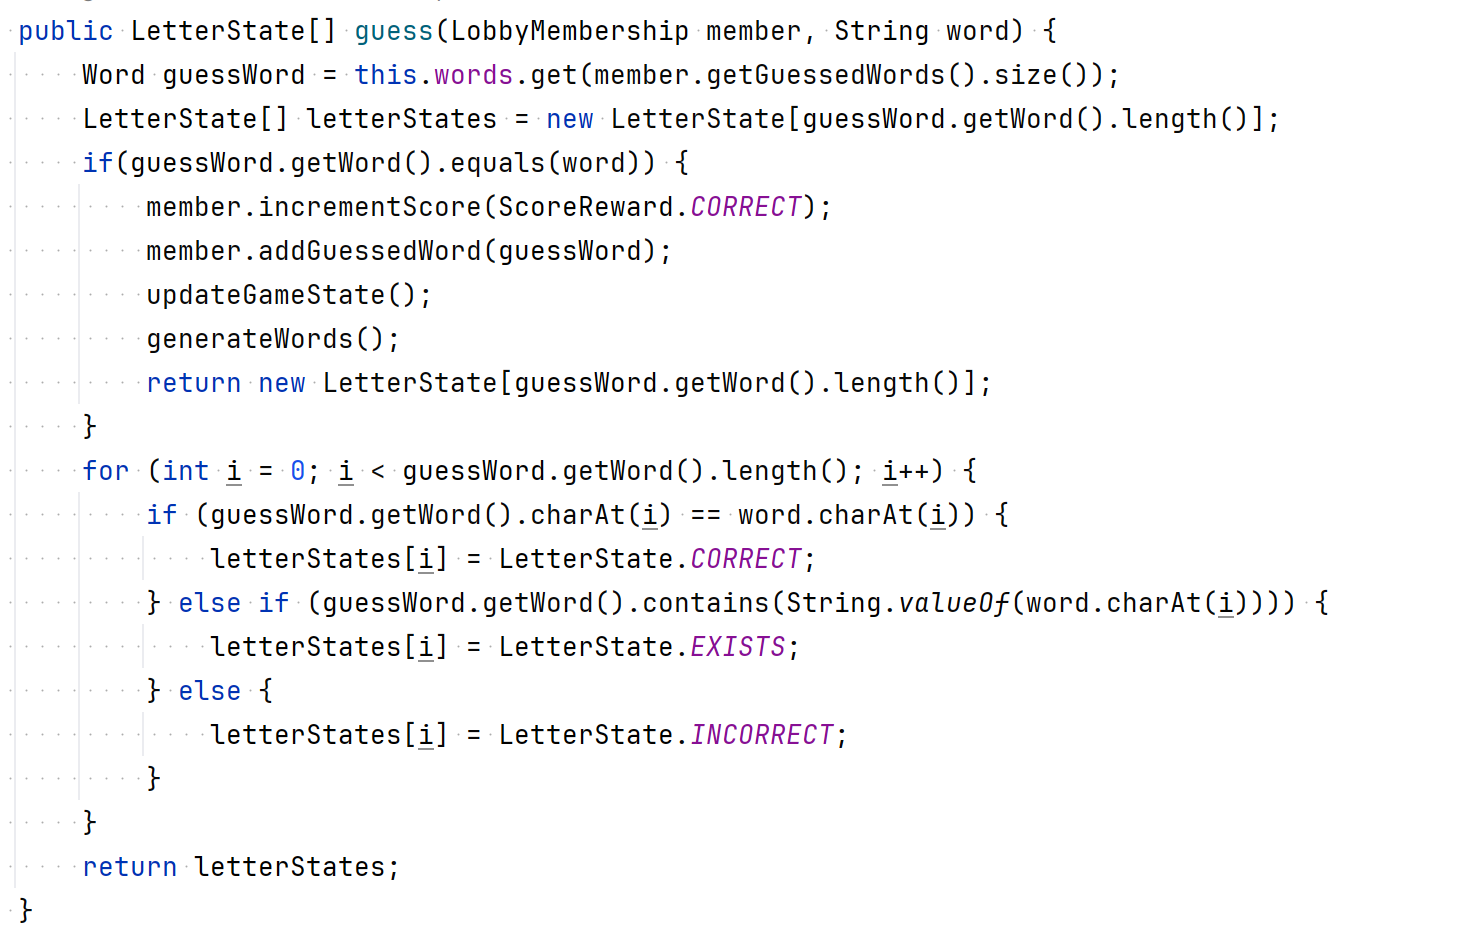 public LetterState[] guess(LobbyMembership member, String word) {
    Word guessWord = this.words.get(member.getGuessedWords().size());
    LetterState[] letterStates = new LetterState[guessWord.getWord().length()];
    if(guessWord.getWord().equals(word)) {
        member.incrementScore(ScoreReward.CORRECT);
        member.addGuessedWord(guessWord);
        updateGameState();
        generateWords();
        return new LetterState[guessWord.getWord().length()];
    }
    for (int i = 0; i < guessWord.getWord().length(); i++) {
        if (guessWord.getWord().charAt(i) == word.charAt(i)) {
            letterStates[i] = LetterState.CORRECT;
        } else if (guessWord.getWord().contains(String.valueOf(word.charAt(i)))) {
            letterStates[i] = LetterState.EXISTS;
        } else {
            letterStates[i] = LetterState.INCORRECT;
        }
    }
    return letterStates;
}